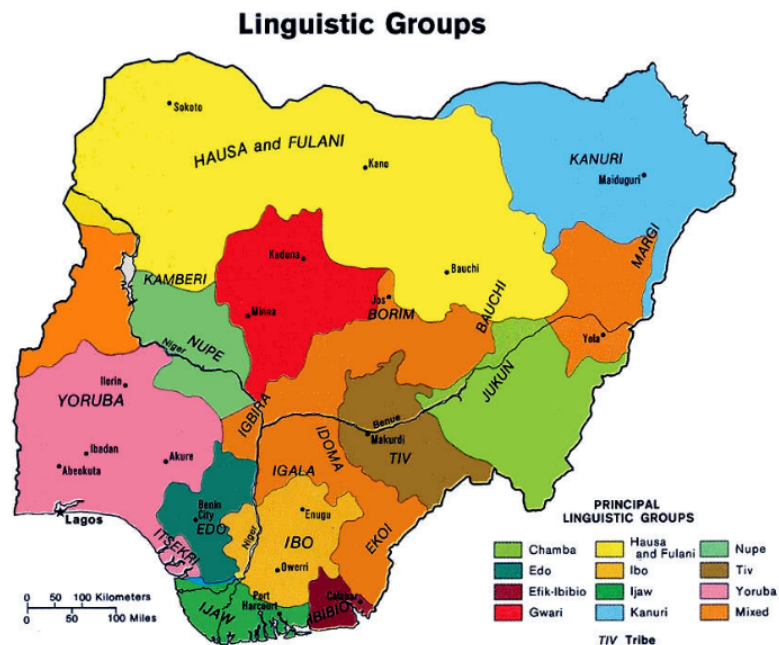 Linguistic Groups
Sokoto
HAUSA and FULANI
Kano
KANURI
Maiduguri
MARGI
Kaduna
Bauchi
KAMBERI
Jos
BORIM
BAUCHI
Minna
NUPE
Niger
Yola
Ilorin
YORUBA
JUKUN
IGBIRA
Benue
Makurdi
IDOMA
TIV
Ibadan
Abeokuta
Akure
IGALA
Lagos
Benin
City
EDO
Enugu
IBO
Niger
EKOI
ITSEKRI
Owerri
IJAW
Port
Harcourt
Calabar
IBIBIO
0 50 100 Kilometers
0 50 100 Miles
PRINCIPAL
LINGUISTIC GROUPS
Chamba
Edo
Efik-Ibibio
Gwari
Hausa
and Fulani
Ibo
Ijaw
Kanuri
Nupe
Tiv
Yoruba
Mixed
TIV Tribe